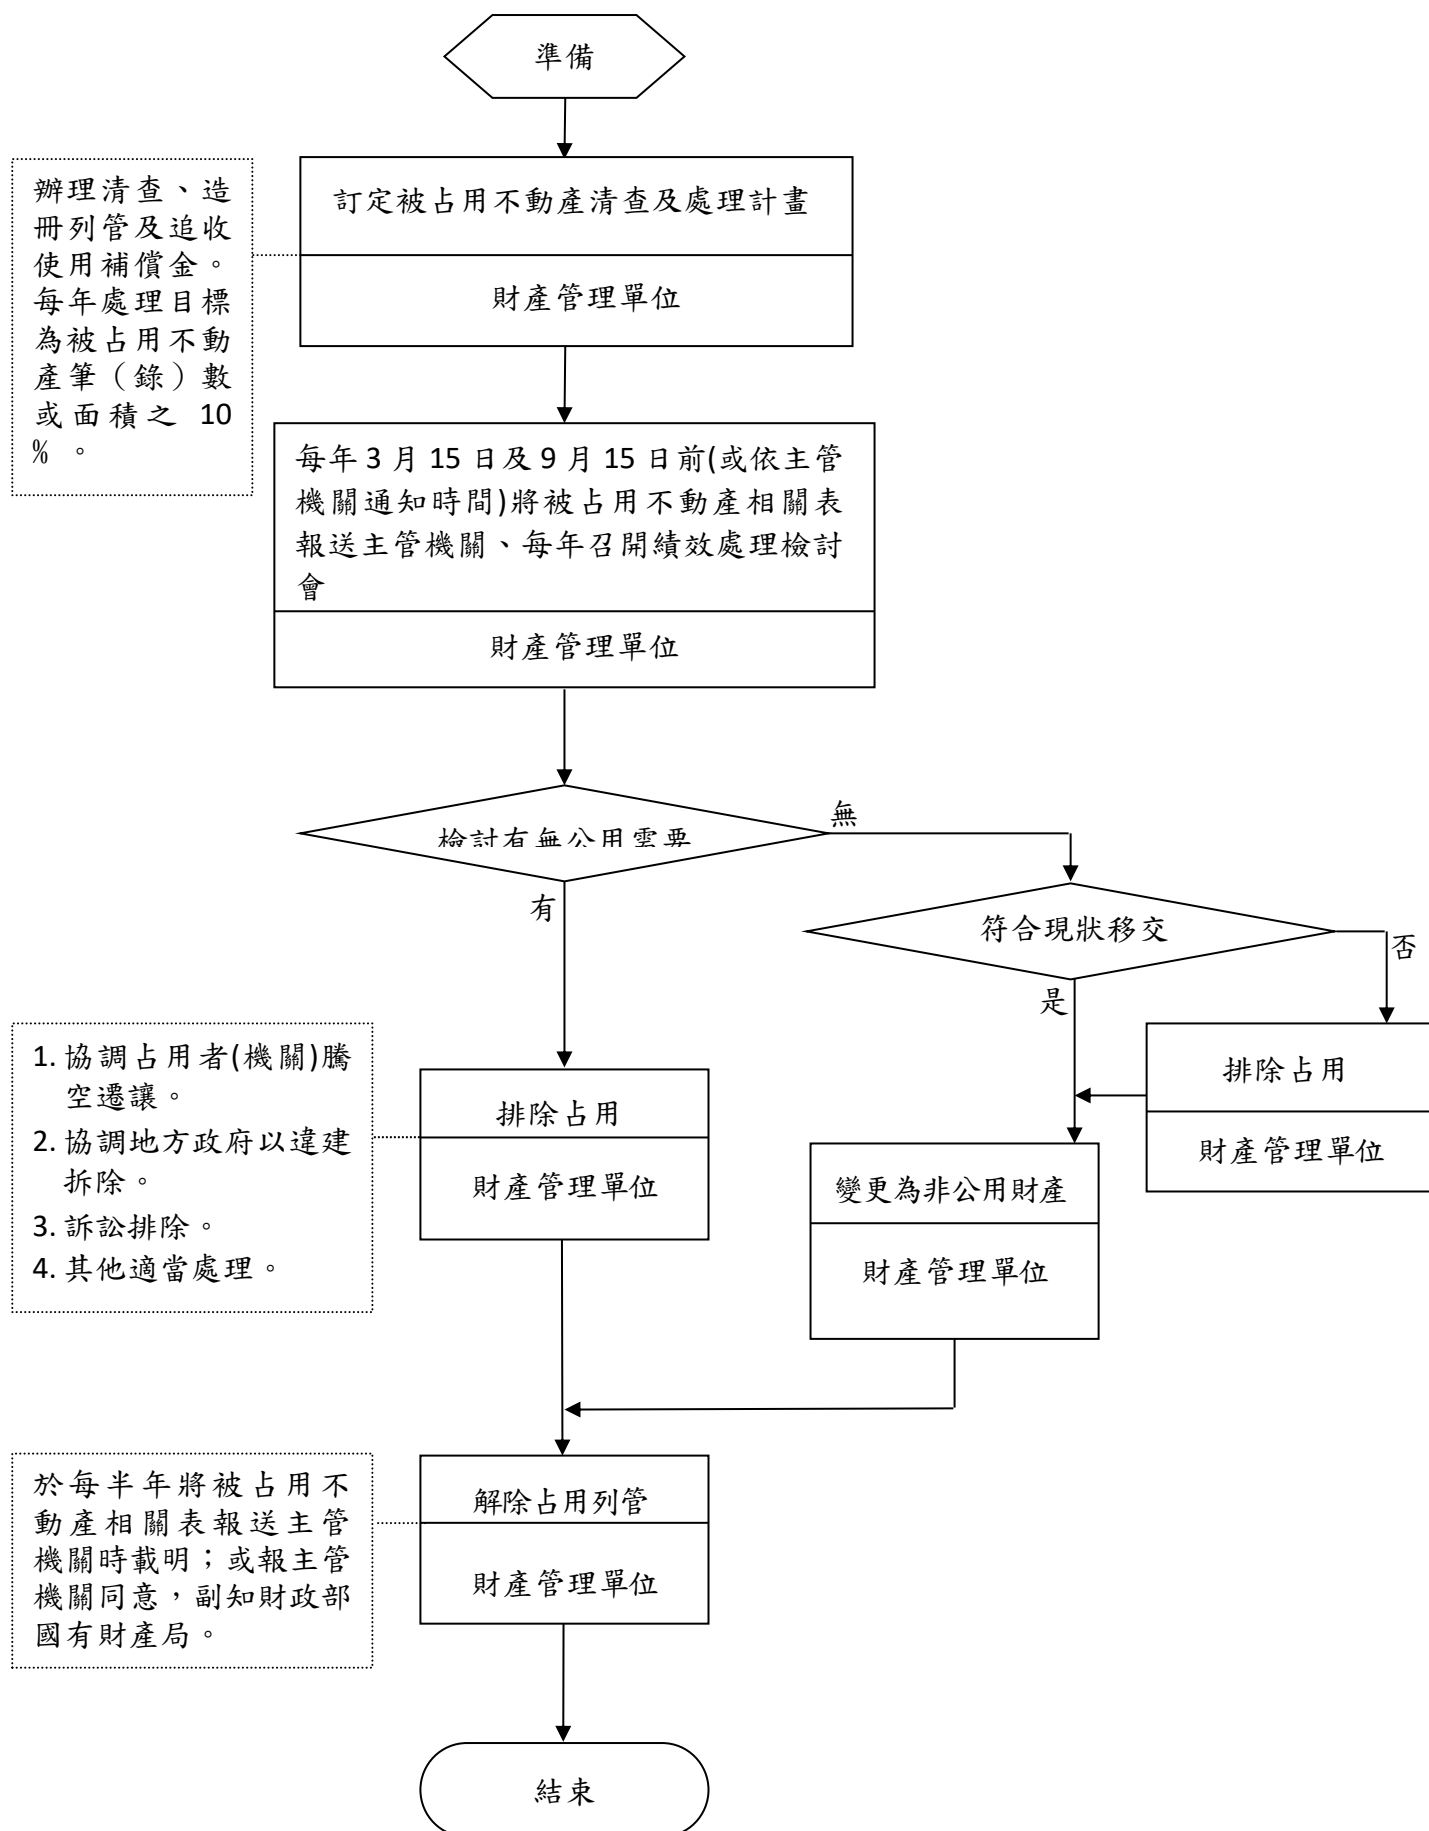 準備
訂定被占用不動產清查及處理計畫
財產管理單位
辦理清查、造
冊列管及追收
使用補償金。
每年處理目標
為被占用不動
產筆（錄）數
或面積之 10
% 。
每年 3 月 15 日及 9 月 15 日前(或依主管
機關通知時間)將被占用不動產相關表
報送主管機關、每年召開績效處理檢討
會
財產管理單位
檢討有無公用需要
無
有
符合現狀移交
否
是
排除占用
財產管理單位
1. 協調占用者(機關)騰
空遷讓。
2. 協調地方政府以違建
拆除。
3. 訴訟排除。
4. 其他適當處理。
排除占用
財產管理單位
變更為非公用財產
財產管理單位
於每半年將被占用不
動產相關表報送主管
機關時載明；或報主管
機關同意，副知財政部
國有財產局。
解除占用列管
財產管理單位
結束